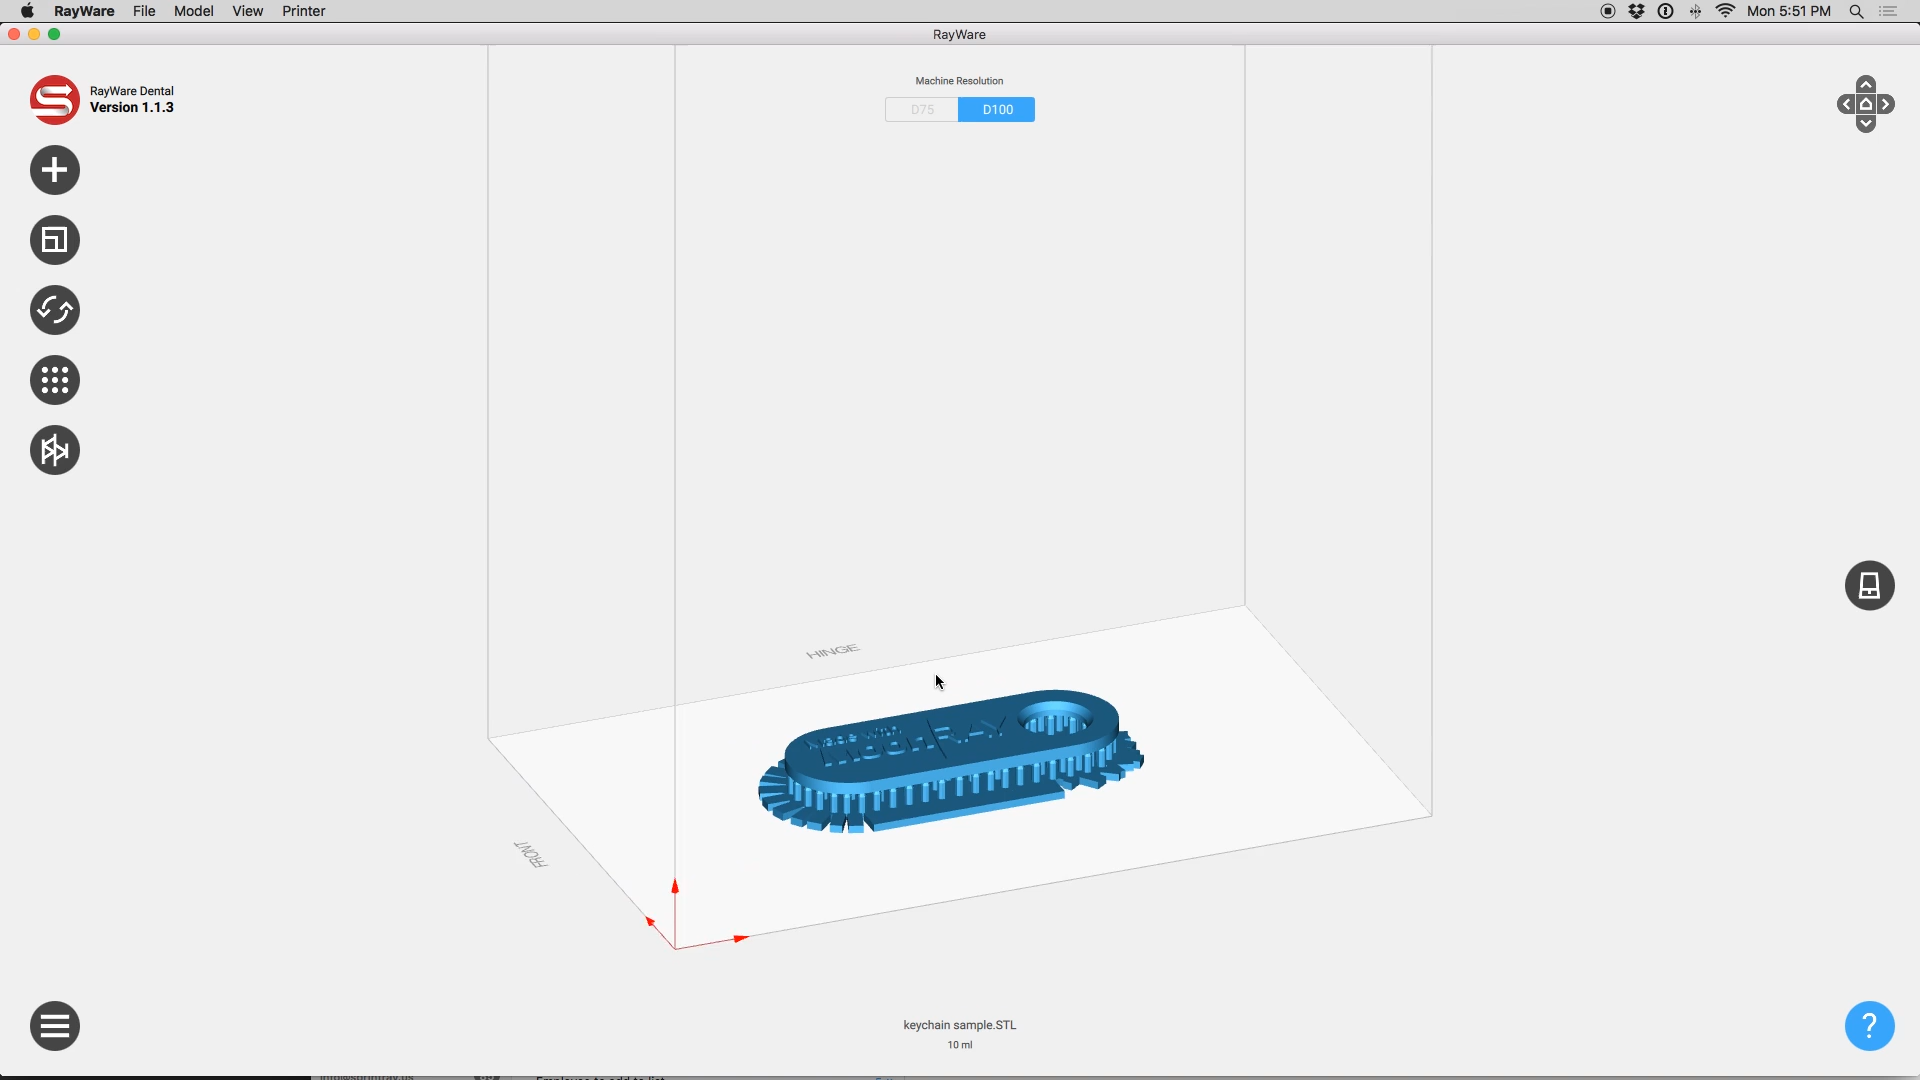 RayWare File Model View Printer Mon 5:51 PM
RayWare
RayWare Dental
Version 1.1.3
Machine Resolution
D75 D100
HINGE
FRONT
keychain sample.STL
10 ml
?